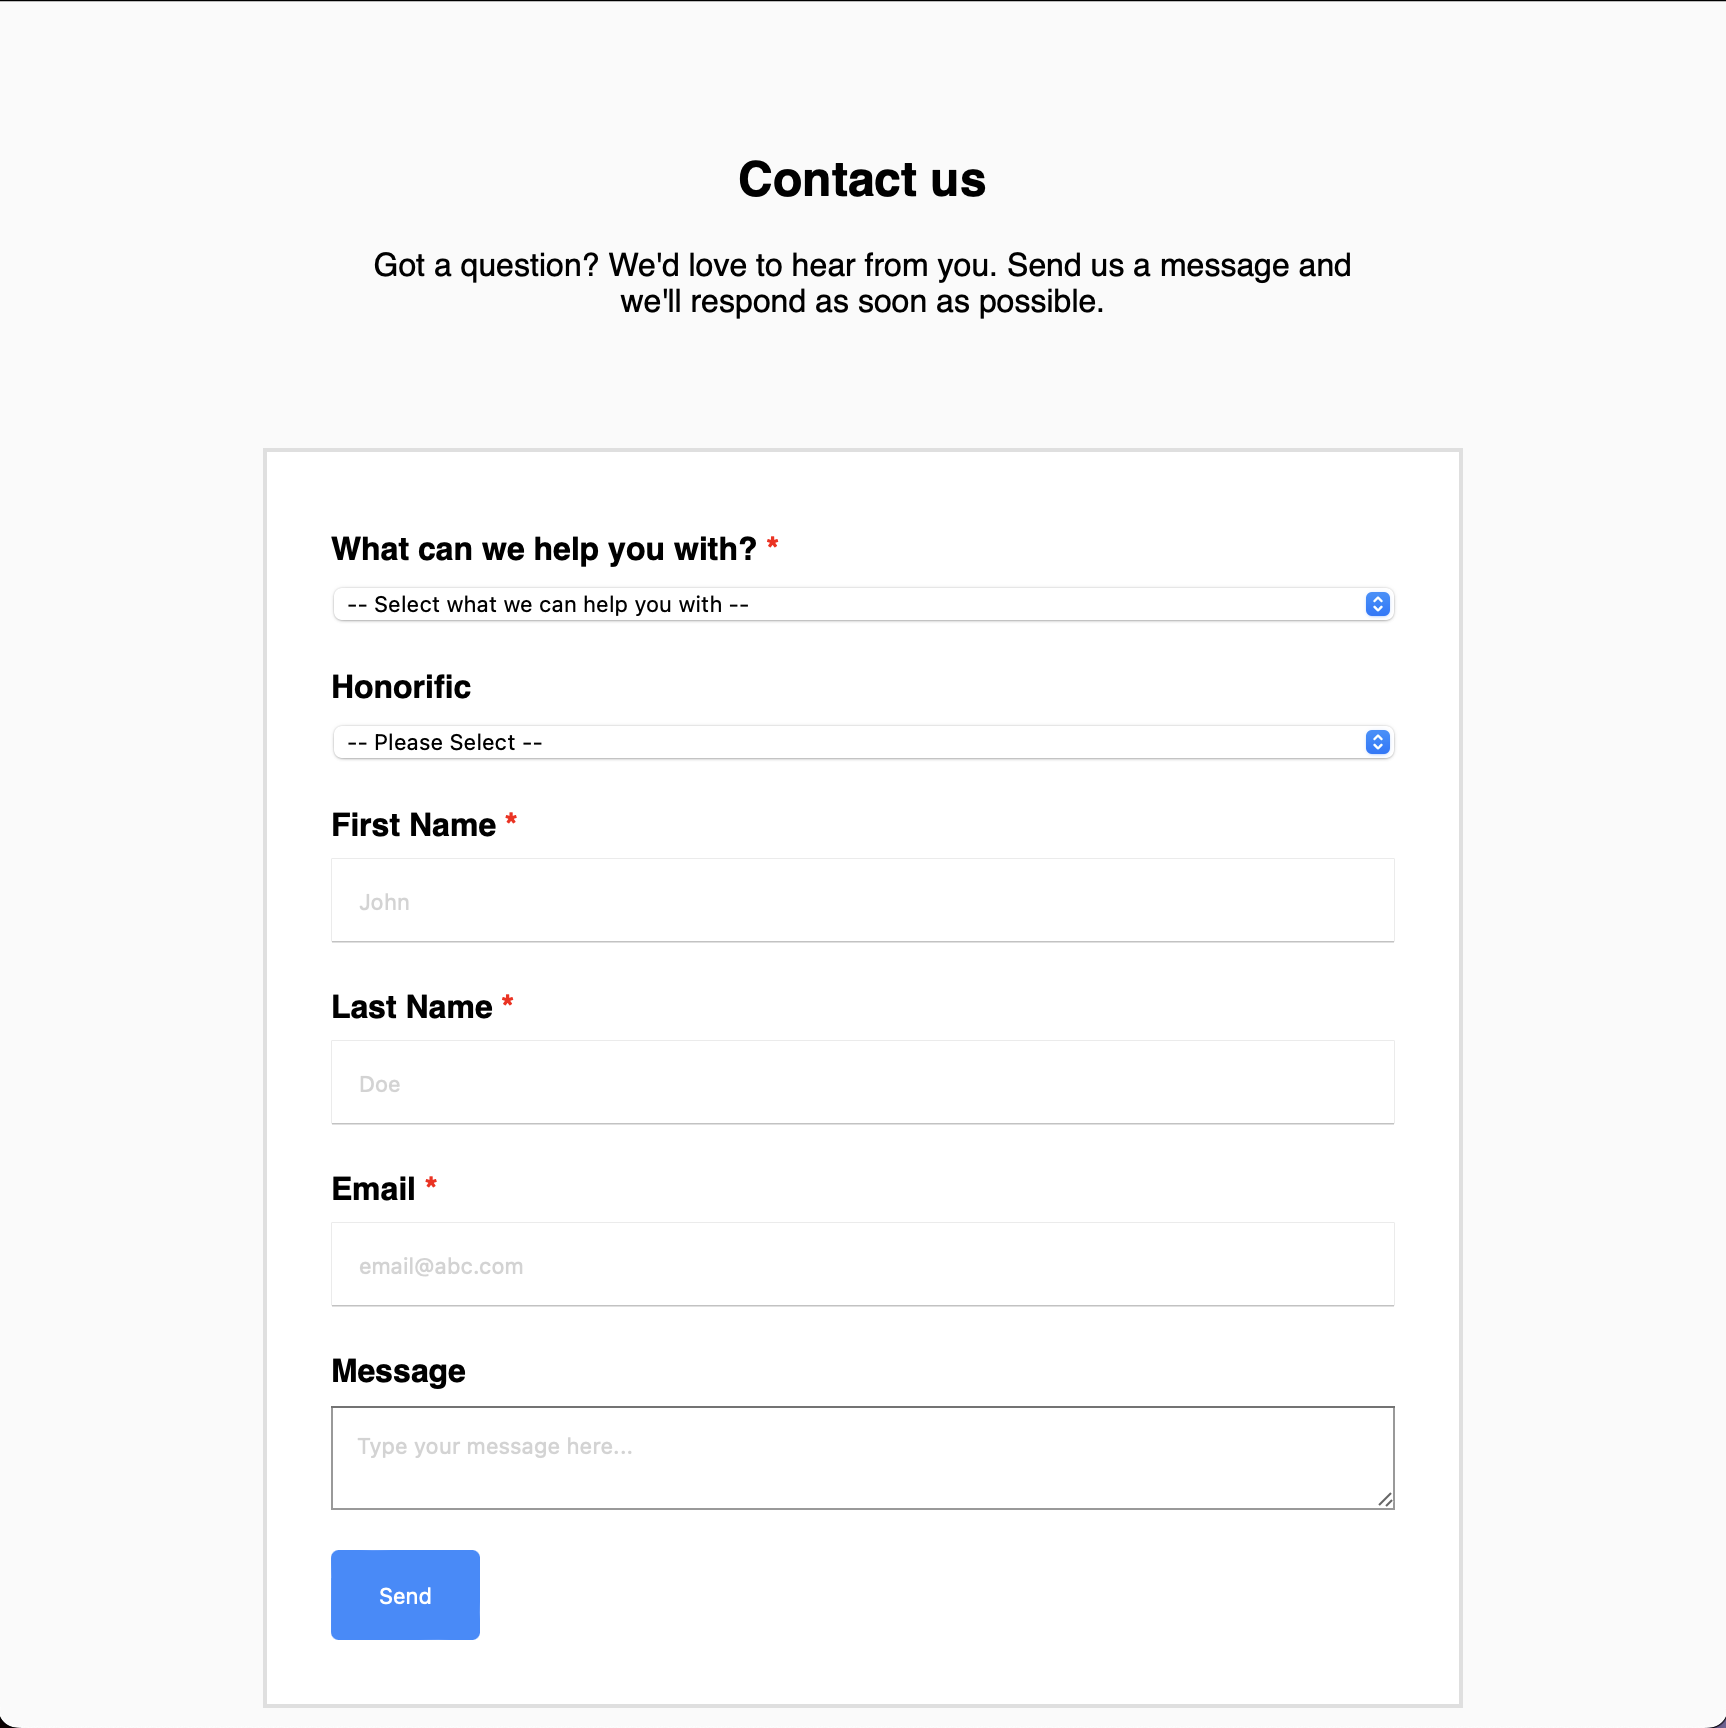 Contact us
Got a question? We'd love to hear from you. Send us a message and
we'll respond as soon as possible.
What can we help you with? *
-- Select what we can help you with --
Honorific
-- Please Select --
First Name *
John
Last Name *
Doe
Email *
email@abc.com
Message
Type your message here...
Send